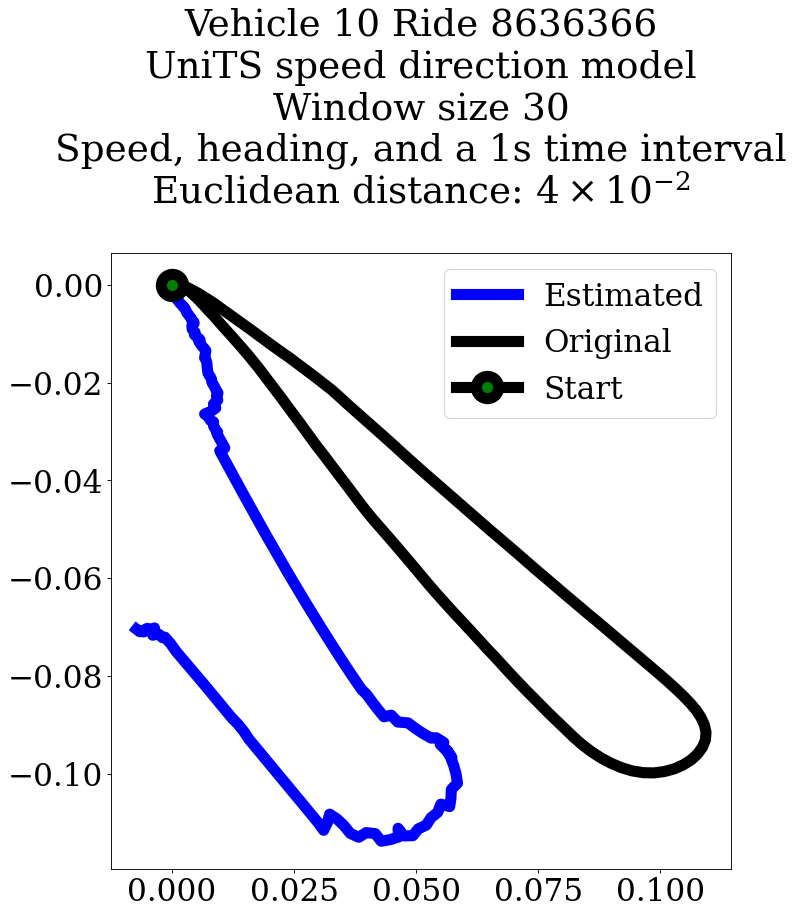 Vehicle 10 Ride 8636366
UniTS speed direction model
Window size 30
Speed, heading, and a 1s time interval
Euclidean distance: 4 × 10⁻²
Estimated
Original
Start
0.00
−0.02
−0.04
−0.06
−0.08
−0.10
0.000 0.025 0.050 0.075 0.100